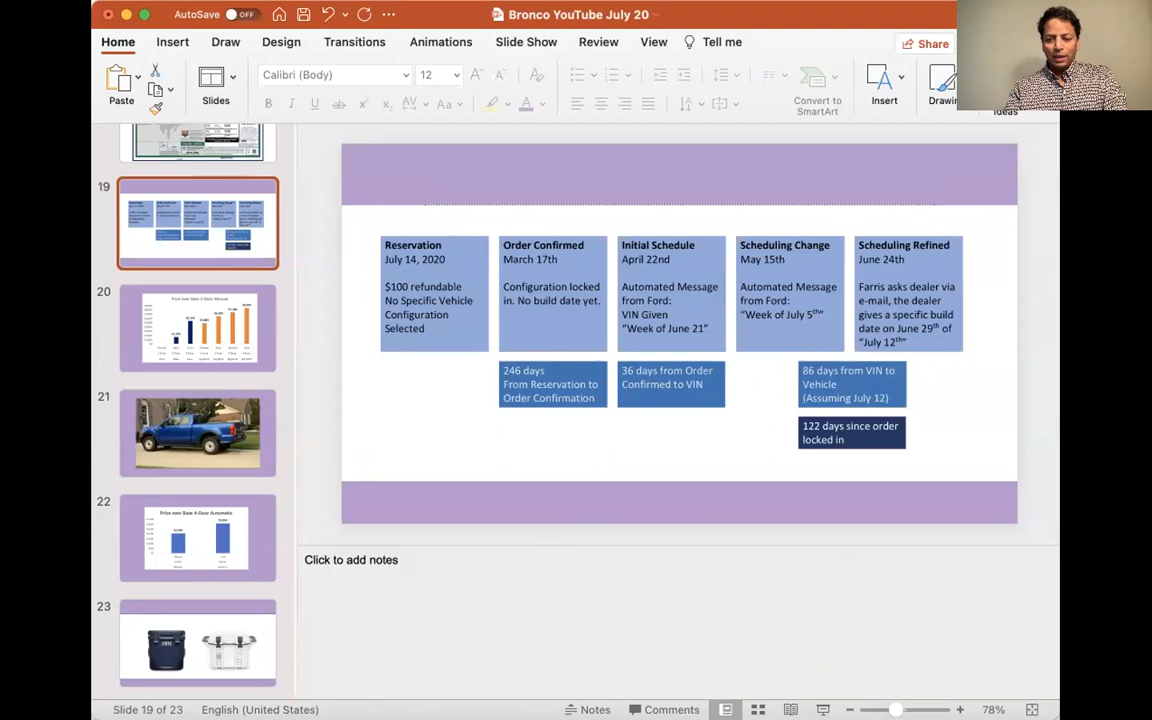 AutoSave OFF
Bronco YouTube July 20
Home Insert Draw Design Transitions Animations Slide Show Review View Tell me
Share
Calibri (Body) 12
Paste
Slides
Convert to
SmartArt
Insert
Ideas
19
20
21
22
23
Price over Base 4-Door Automatic
Reservation
July 14, 2020
$100 refundable
No Specific Vehicle
Configuration
Selected
Order Confirmed
March 17th
Configuration locked
in. No build date yet.
Initial Schedule
April 22nd
Automated Message
from Ford:
VIN Given
“Week of June 21”
Scheduling Change
May 15th
Automated Message
from Ford:
“Week of July 5th”
Scheduling Refined
June 24th
Farris asks dealer via
e-mail, the dealer
gives a specific build
date on June 29th of
“July 12th”
246 days
From Reservation to
Order Confirmation
36 days from Order
Confirmed to VIN
86 days from VIN to
Vehicle
(Assuming July 12)
122 days since order
locked in
Click to add notes
Slide 19 of 23 English (United States) Notes Comments 78%